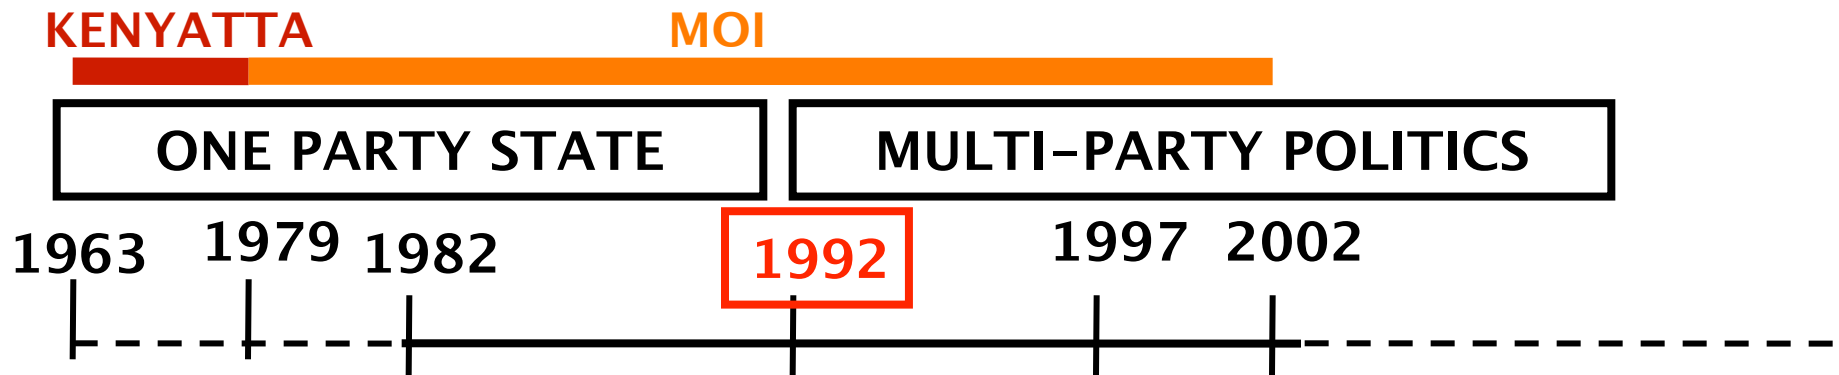 KENYATTA MOI
ONE PARTY STATE MULTI-PARTY POLITICS
1963 1979 1982 1992 1997 2002